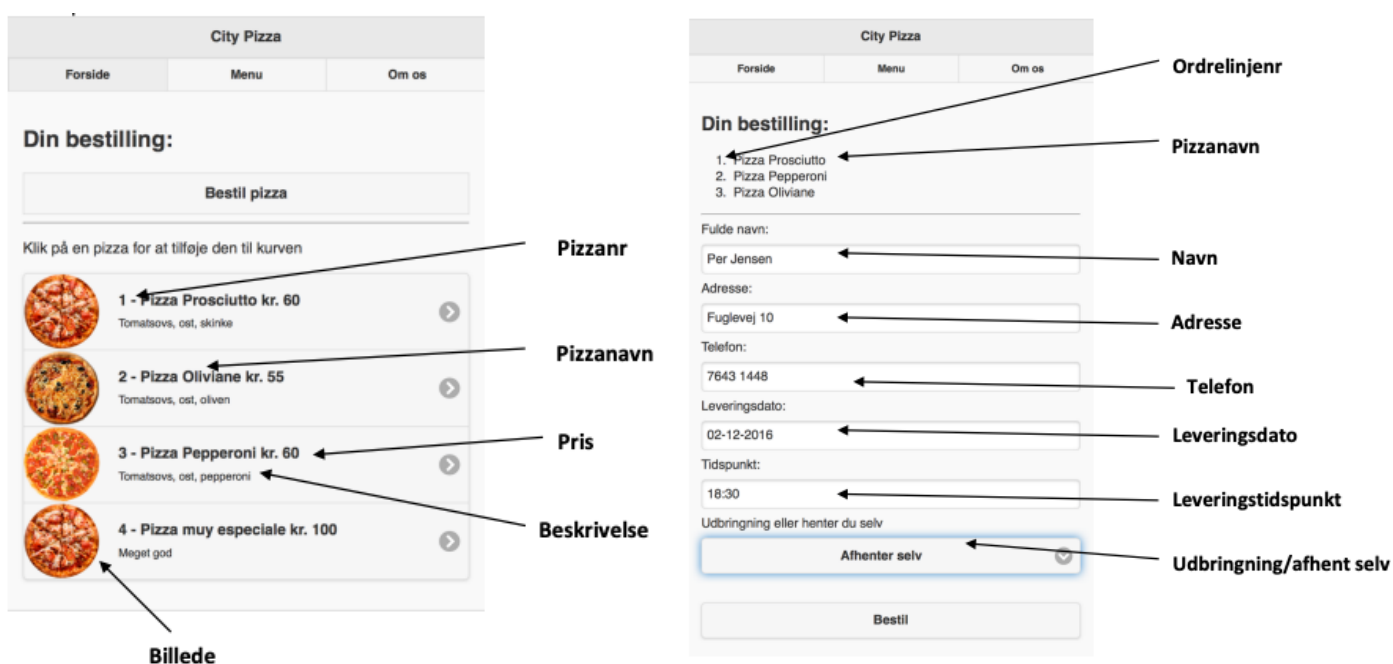 City Pizza
Forside Menu Om os
Din bestilling:
Bestil pizza
Klik på en pizza for at tilføje den til kurven
1 - Pizza Prosciutto kr. 60
Tomatsovs, ost, skinke
2 - Pizza Oliviane kr. 55
Tomatsovs, ost, oliven
3 - Pizza Pepperoni kr. 60
Tomatsovs, ost, pepperoni
4 - Pizza muy especiale kr. 100
Meget god
Pizzanr
Pizzanavn
Pris
Beskrivelse
Billede
City Pizza
Forside Menu Om os
Din bestilling:
1. Pizza Prosciutto
2. Pizza Pepperoni
3. Pizza Oliviane
Fulde navn:
Per Jensen
Adresse:
Fuglevej 10
Telefon:
7643 1448
Leveringsdato:
02-12-2016
Tidspunkt:
18:30
Udbringning eller henter du selv
Afhenter selv
Bestil
Ordrelinjenr
Pizzanavn
Navn
Adresse
Telefon
Leveringsdato
Leveringstidspunkt
Udbringning/afhent selv